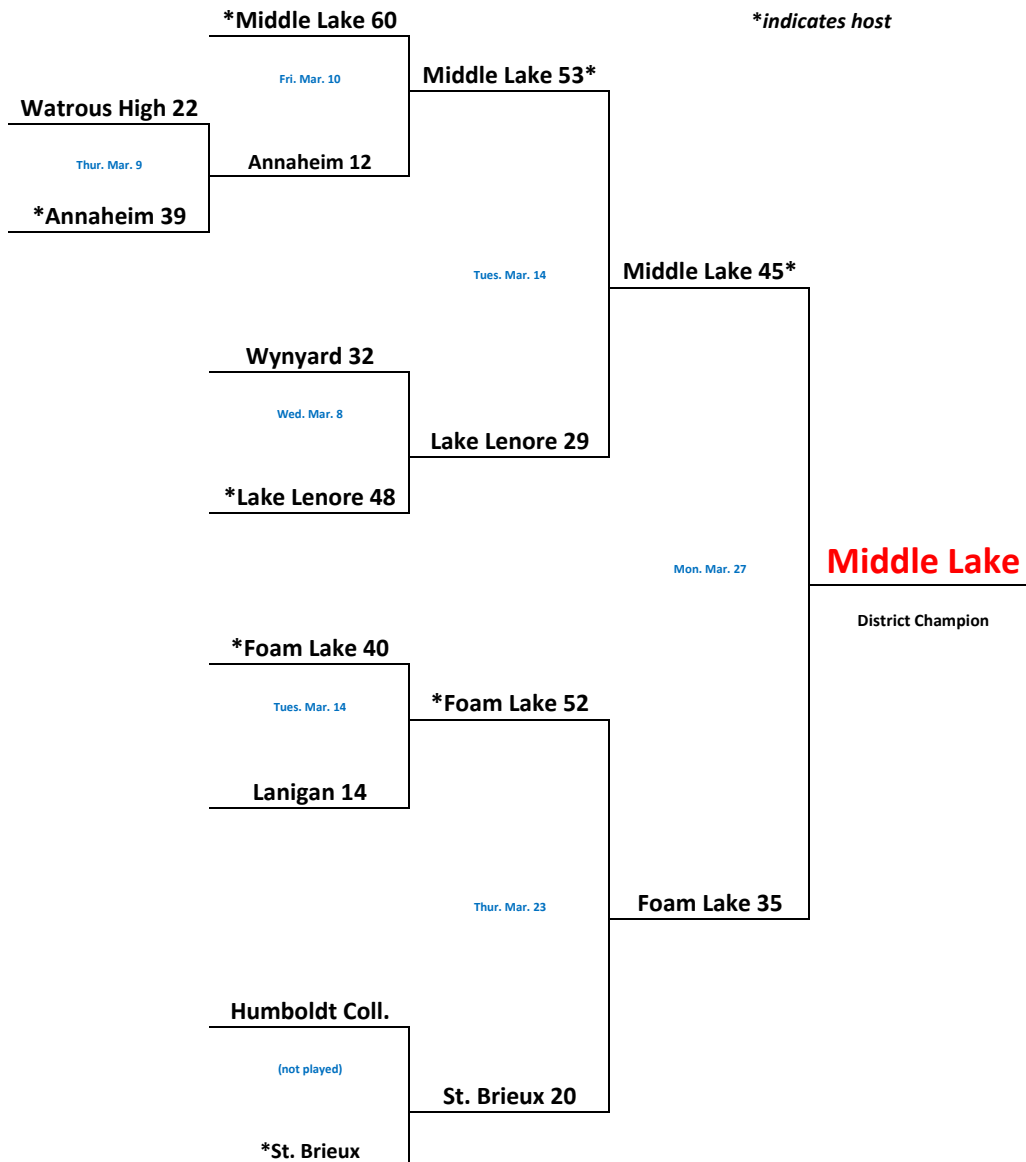 *Middle Lake 60
*indicates host
Fri. Mar. 10
Middle Lake 53*
Watrous High 22
Thur. Mar. 9
Annaheim 12
*Annaheim 39
Tues. Mar. 14
Middle Lake 45*
Wynyard 32
Wed. Mar. 8
Lake Lenore 29
*Lake Lenore 48
Mon. Mar. 27
Middle Lake
District Champion
*Foam Lake 40
Tues. Mar. 14
*Foam Lake 52
Lanigan 14
Thur. Mar. 23
Foam Lake 35
Humboldt Coll.
(not played)
St. Brieux 20
*St. Brieux